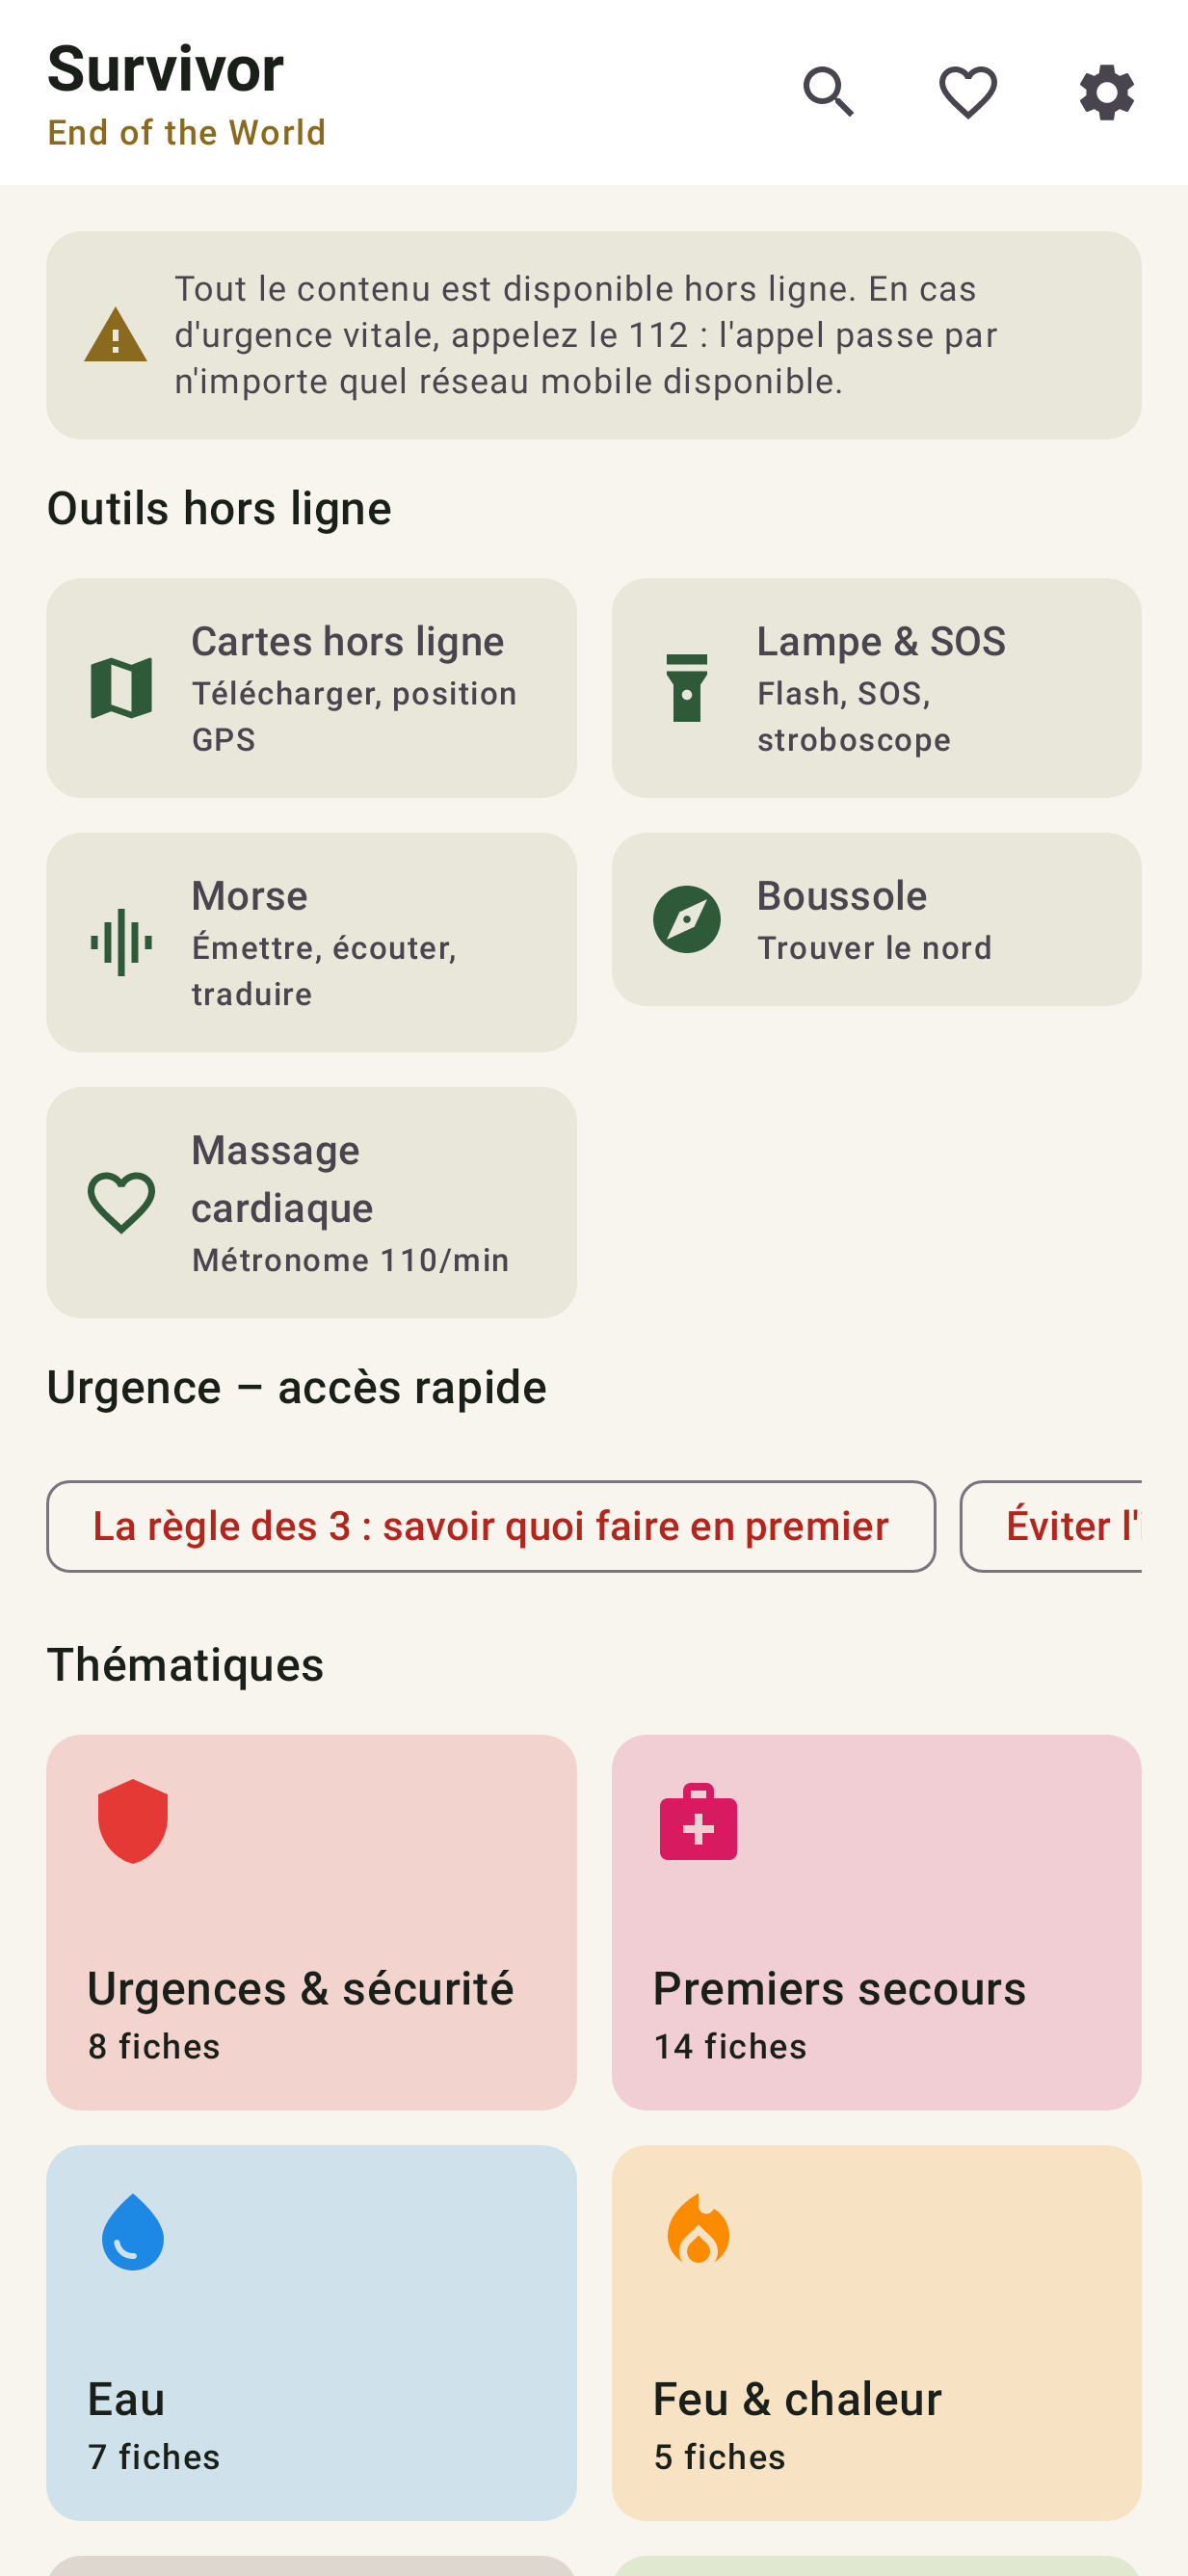 Survivor
End of the World
Tout le contenu est disponible hors ligne. En cas
d'urgence vitale, appelez le 112 : l'appel passe par
n'importe quel réseau mobile disponible.
Outils hors ligne
Cartes hors ligne
Télécharger, position
GPS
Lampe & SOS
Flash, SOS,
stroboscope
Morse
Émettre, écouter,
traduire
Boussole
Trouver le nord
Massage
cardiaque
Métronome 110/min
Urgence – accès rapide
La règle des 3 : savoir quoi faire en premier
Éviter
Thématiques
Urgences & sécurité
8 fiches
Premiers secours
14 fiches
Eau
7 fiches
Feu & chaleur
5 fiches